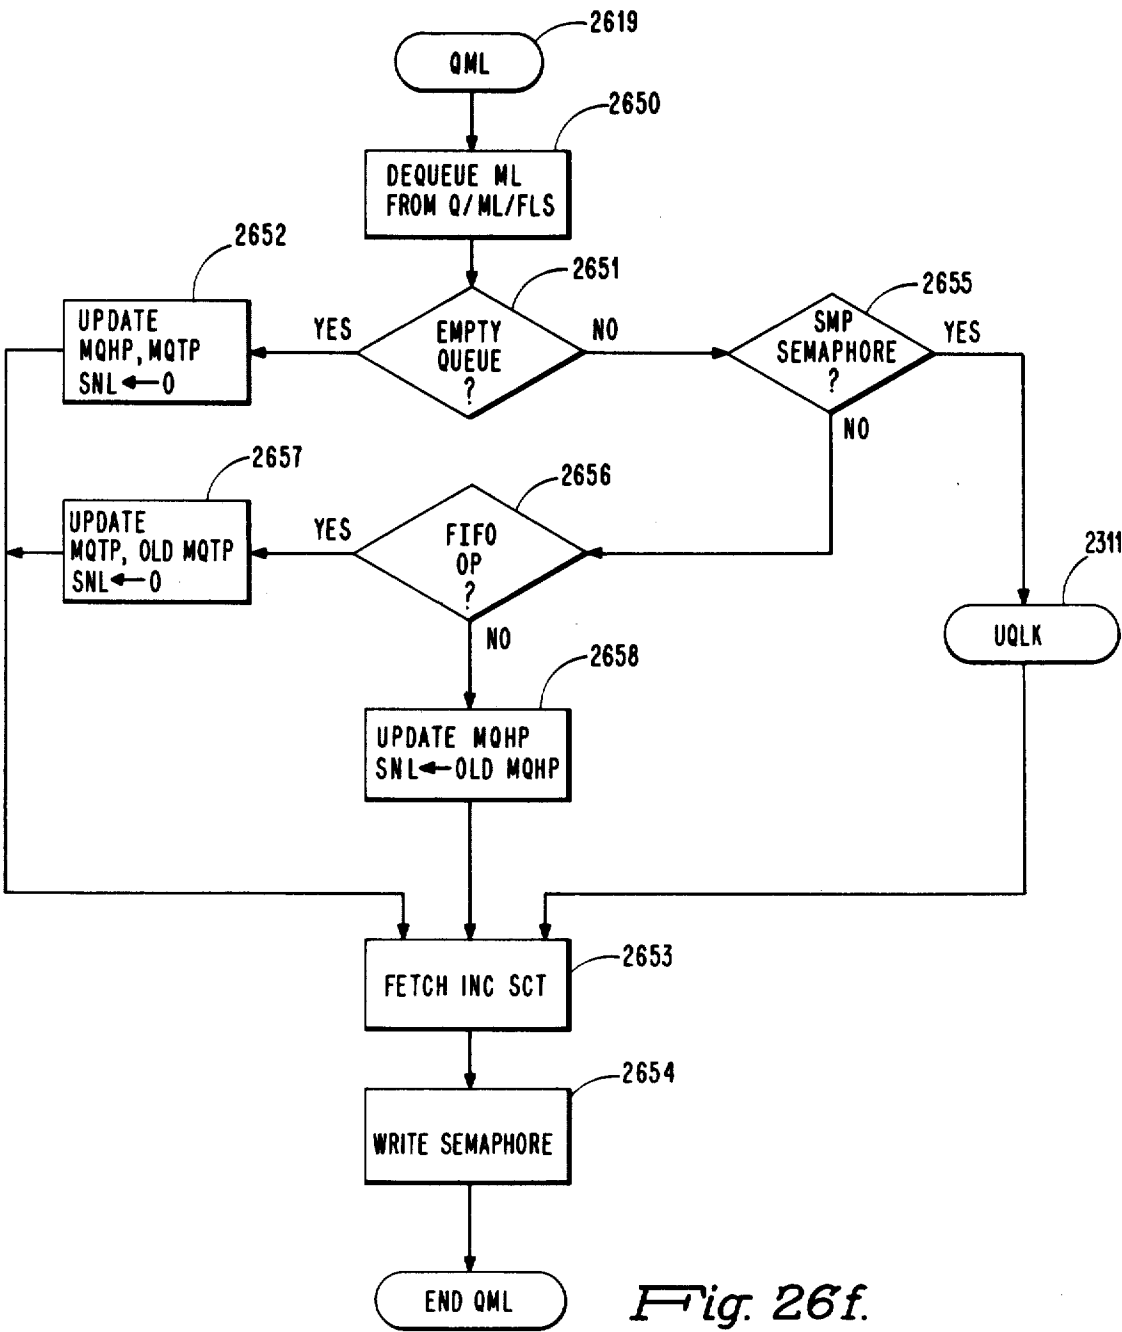 2619
QML
2650
DEQUEUE ML
FROM Q/ML/FLS
2652
2651
2655
UPDATE
MQHP, MQTP
SNL←0
YES
EMPTY
QUEUE
?
NO
SMP
SEMAPHORE
?
YES
NO
2657
2656
UPDATE
MQTP, OLD MQTP
SNL←0
YES
FIFO
OP
?
NO
2311
UQLK
2658
UPDATE MQHP
SNL←OLD MQHP
2653
FETCH INC SCT
2654
WRITE SEMAPHORE
END QML
Fig. 26f.